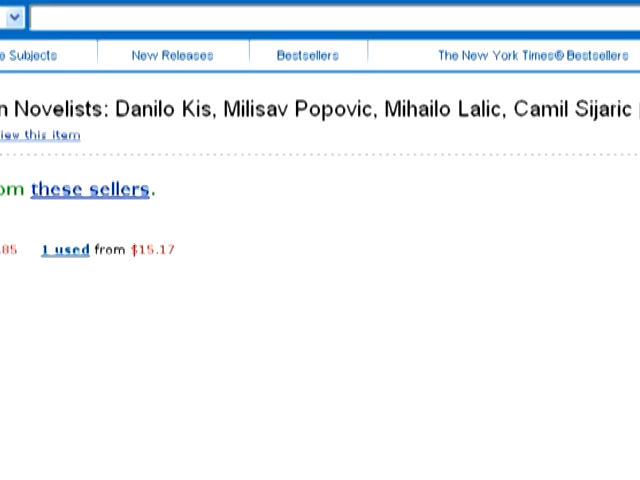 Subjects New Releases Bestsellers The New York Times® Bestsellers
n Novelists: Danilo Kis, Milisav Popovic, Mihailo Lalic, Camil Sijaric
iew this item
om these sellers.
.85 1 used from $15.17